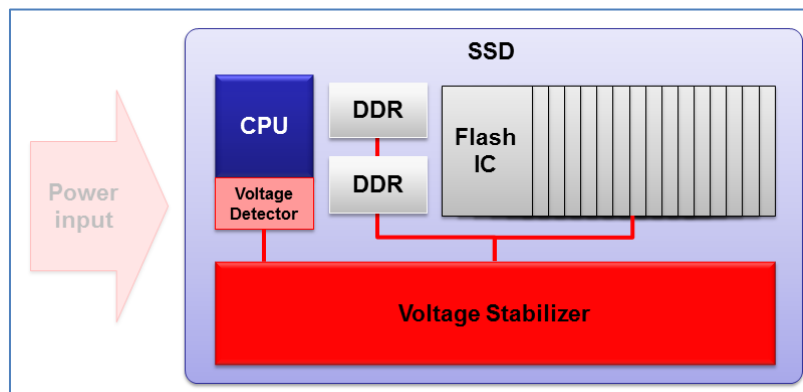 SSD
CPU
Voltage
Detector
DDR
DDR
Flash
IC
Power
input
Voltage Stabilizer